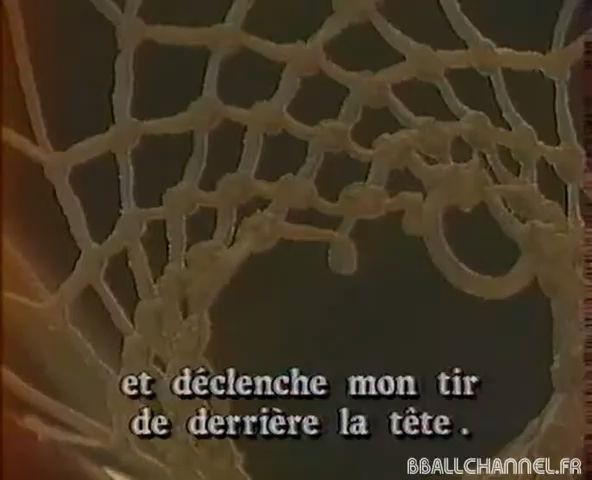 et déclenche mon tir
de derrière la tête.
BBALLCHANNEL.FR